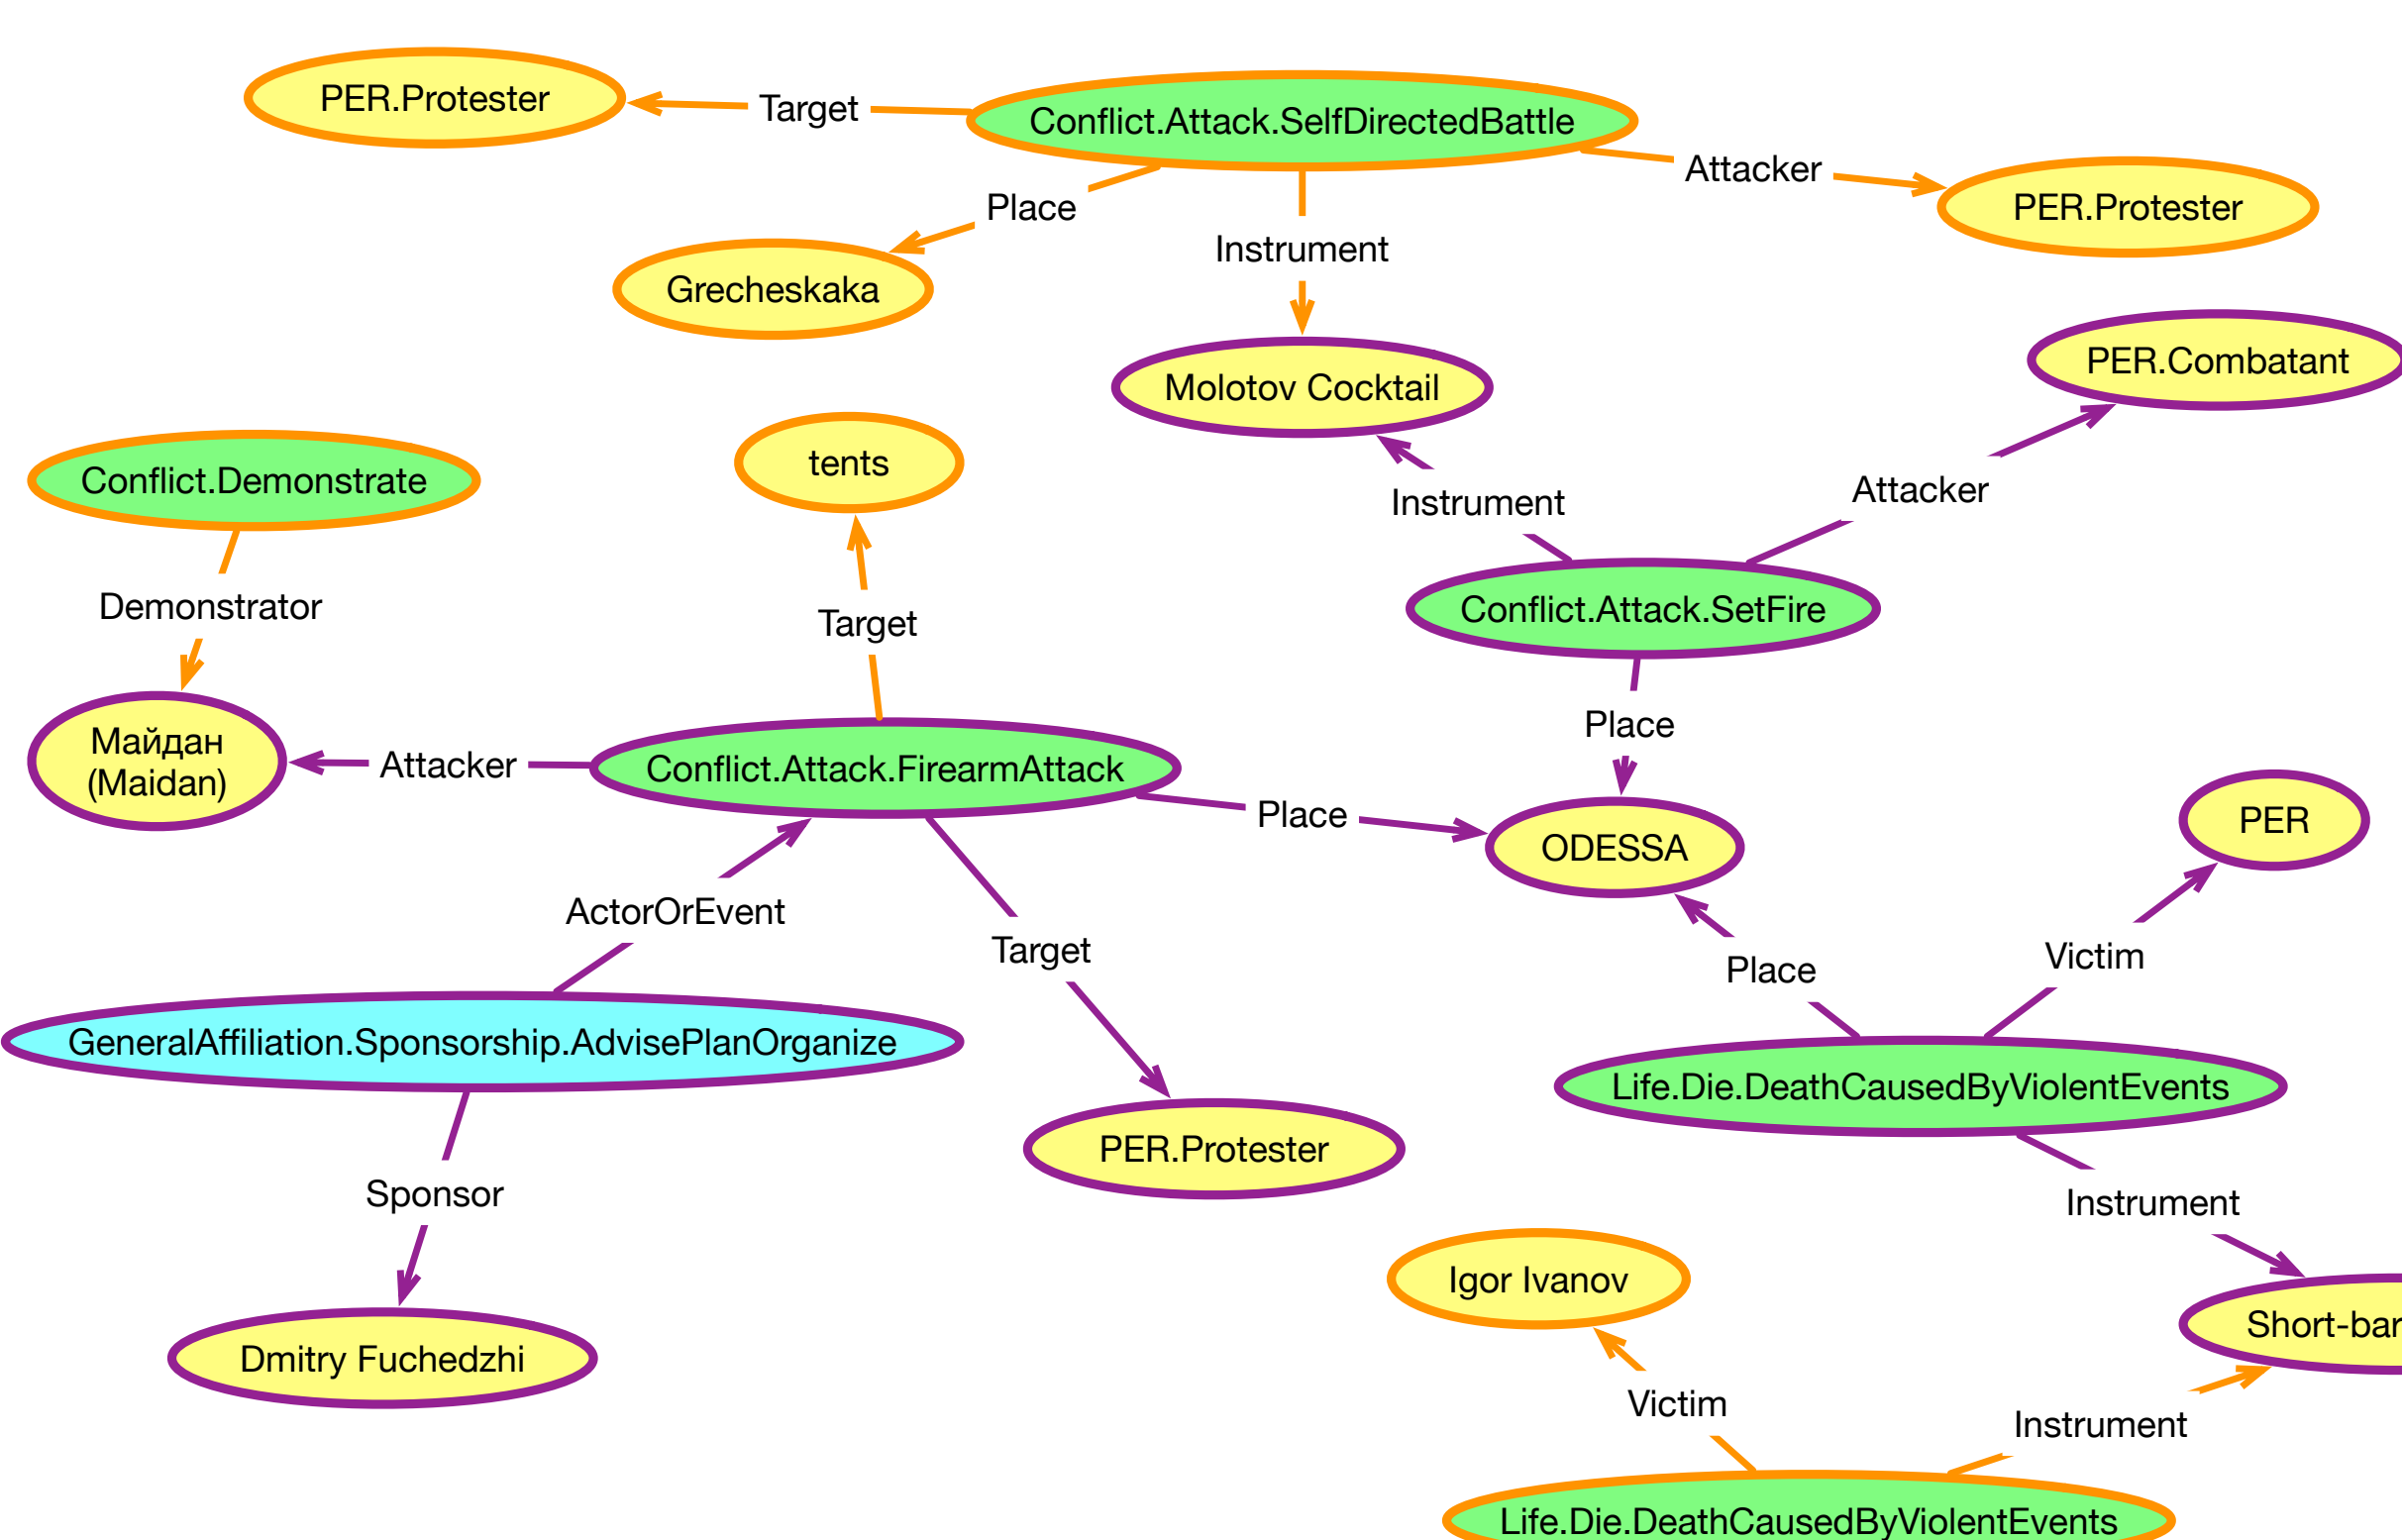 PER.Protester
Target
Conflict.Attack.SelfDirectedBattle
Attacker
PER.Protester
Place
Instrument
Grecheskaka
Molotov Cocktail
PER.Combatant
Conflict.Demonstrate
tents
Instrument
Attacker
Demonstrator
Target
Conflict.Attack.SetFire
Майдан
(Maidan)
Attacker
Conflict.Attack.FirearmAttack
Place
Place
ODESSA
PER
ActorOrEvent
Target
Place
Victim
GeneralAffiliation.Sponsorship.AdvisePlanOrganize
Life.Die.DeathCausedByViolentEvents
PER.Protester
Sponsor
Instrument
Igor Ivanov
Short-bar
Dmitry Fuchedzhi
Victim
Instrument
Life.Die.DeathCausedByViolentEvents